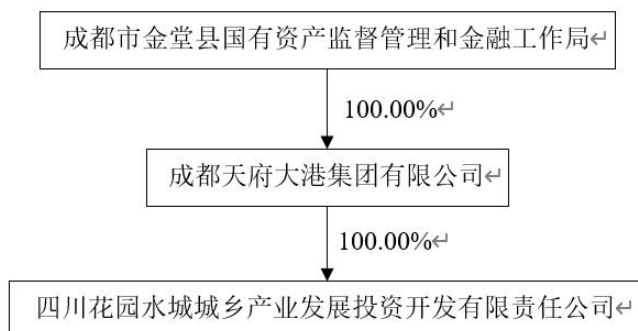 成都市金堂县国有资产监督管理和金融工作局↵
100.00%↵
成都天府大港集团有限公司↵
100.00%↵
四川花园水城城乡产业发展投资开发有限责任公司↵